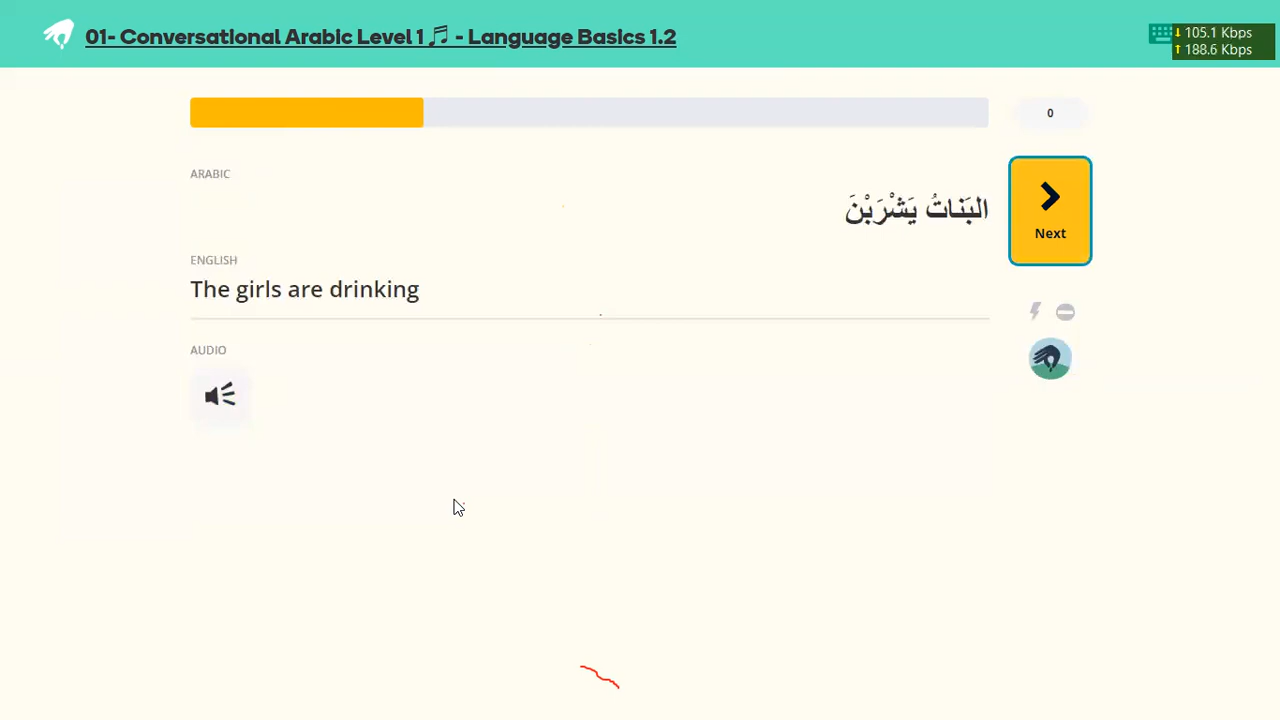 01- Conversational Arabic Level 1 🎵 - Language Basics 1.2
↓ 105.1 Kbps
↑ 188.6 Kbps
0
ARABIC
البَناتُ يَشْرَبْنَ
Next
ENGLISH
The girls are drinking
AUDIO